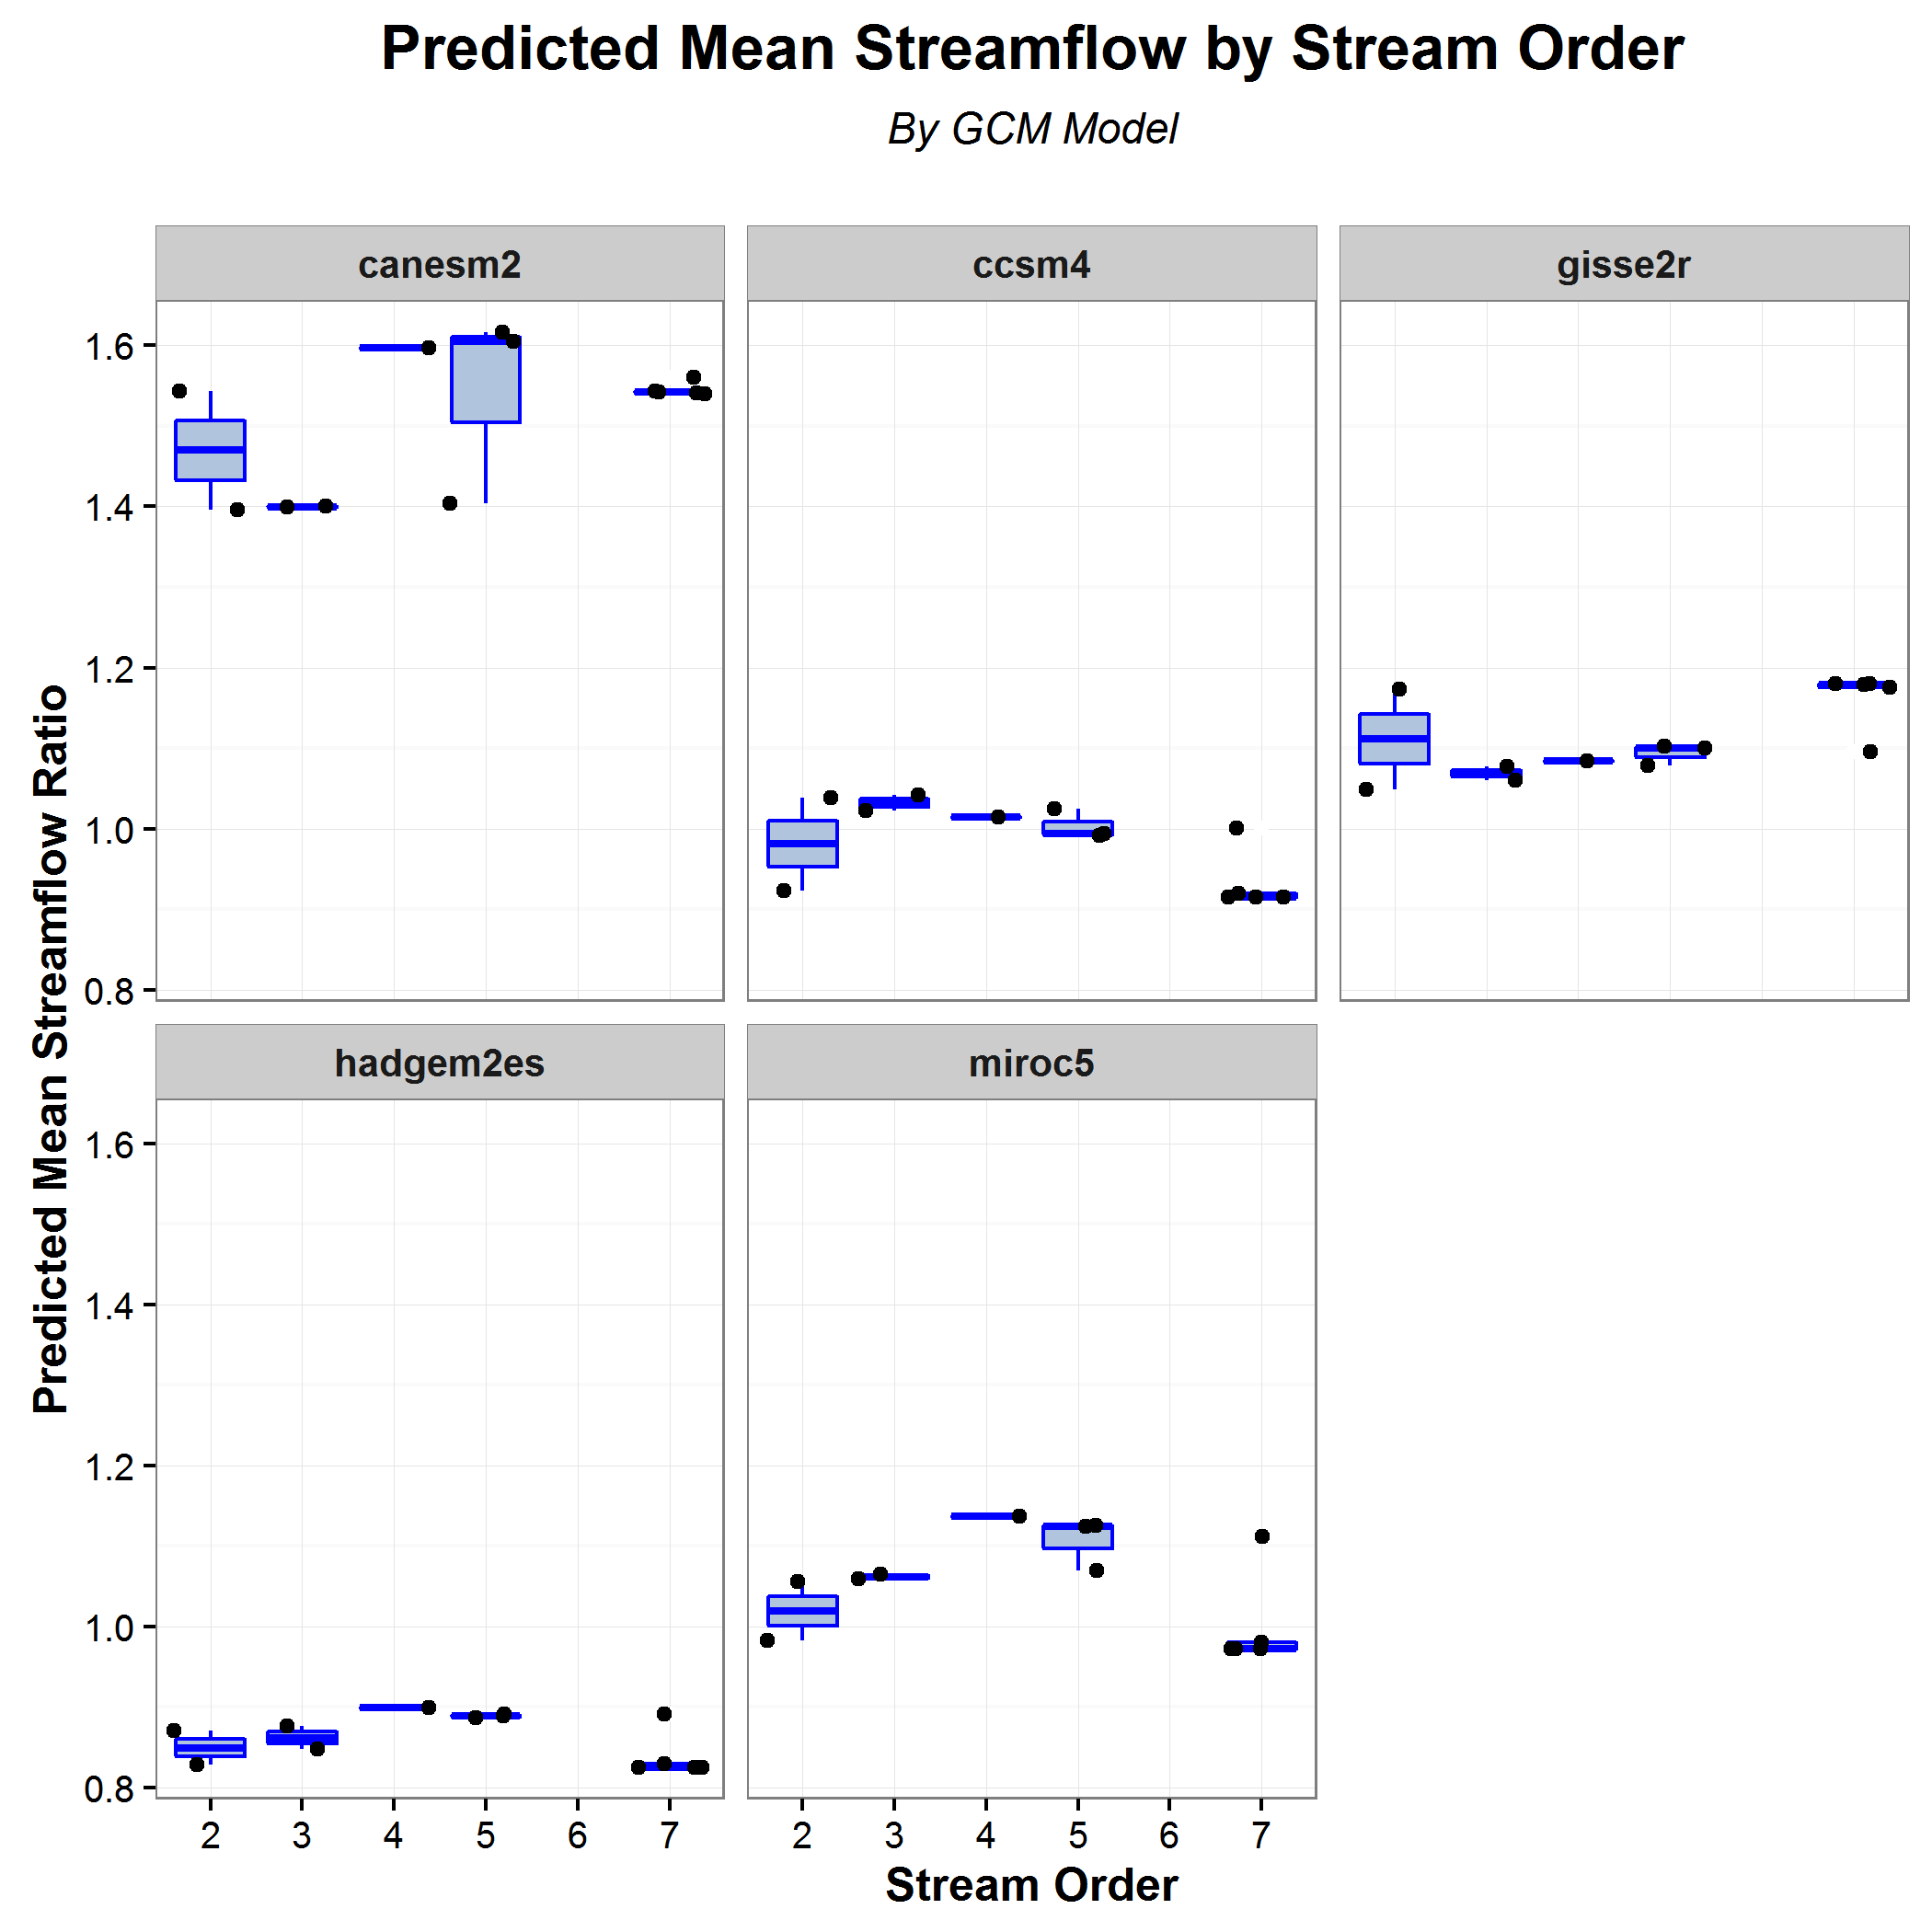 Predicted Mean Streamflow by Stream Order
By GCM Model
canesm2
ccsm4
gisse2r
1.6
1.4
1.2
1.0
0.8
hadgem2es
miroc5
1.6
1.4
1.2
1.0
0.8
Predicted Mean Streamflow Ratio
2 3 4 5 6 7
2 3 4 5 6 7
Stream Order